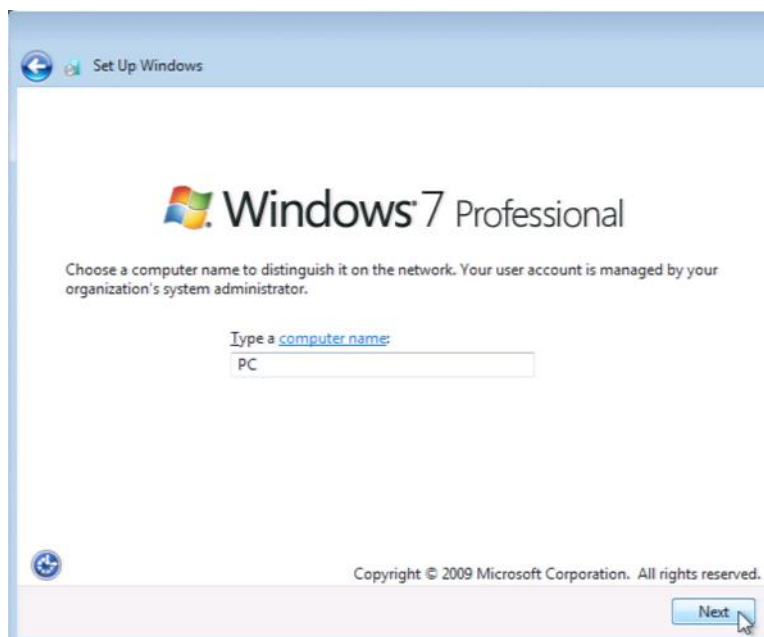 Set Up Windows
Windows 7 Professional
Choose a computer name to distinguish it on the network. Your user account is managed by your
organization's system administrator.
Type a computer name:
PC
Copyright © 2009 Microsoft Corporation. All rights reserved.
Next